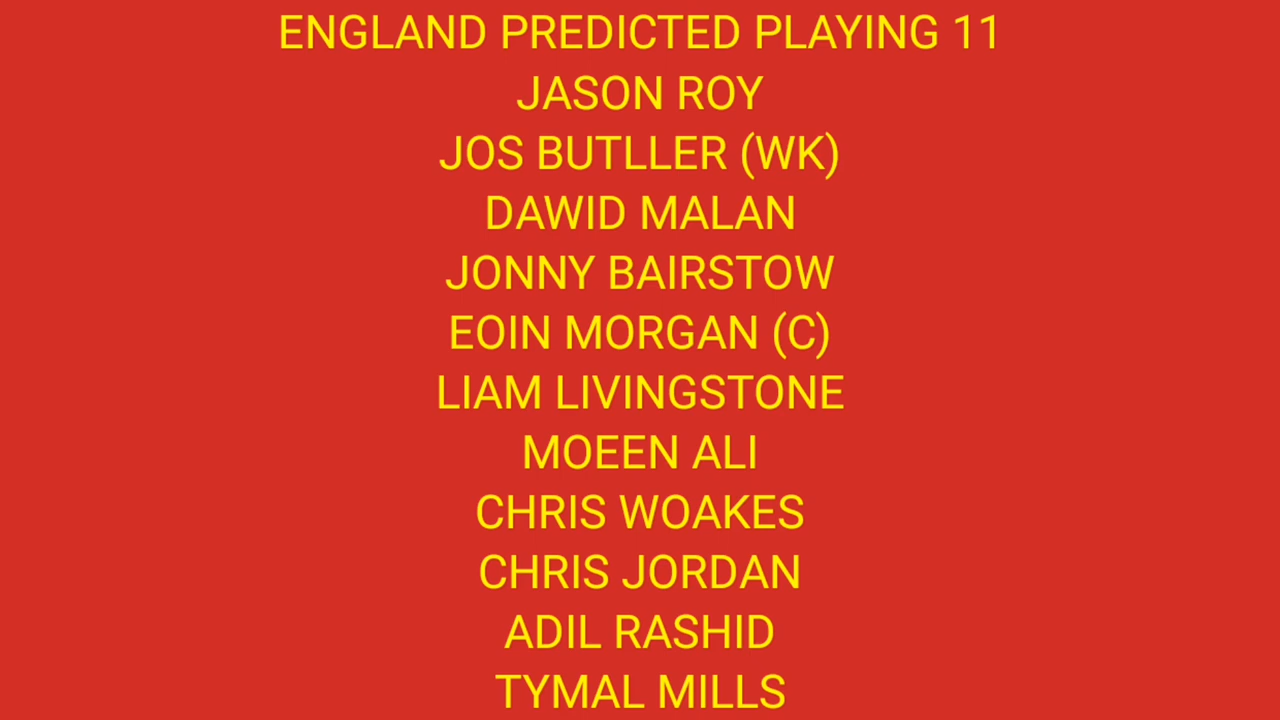 ENGLAND PREDICTED PLAYING 11
JASON ROY
JOS BUTLLER (WK)
DAWID MALAN
JONNY BAIRSTOW
EOIN MORGAN (C)
LIAM LIVINGSTONE
MOEEN ALI
CHRIS WOAKES
CHRIS JORDAN
ADIL RASHID
TYMAL MILLS